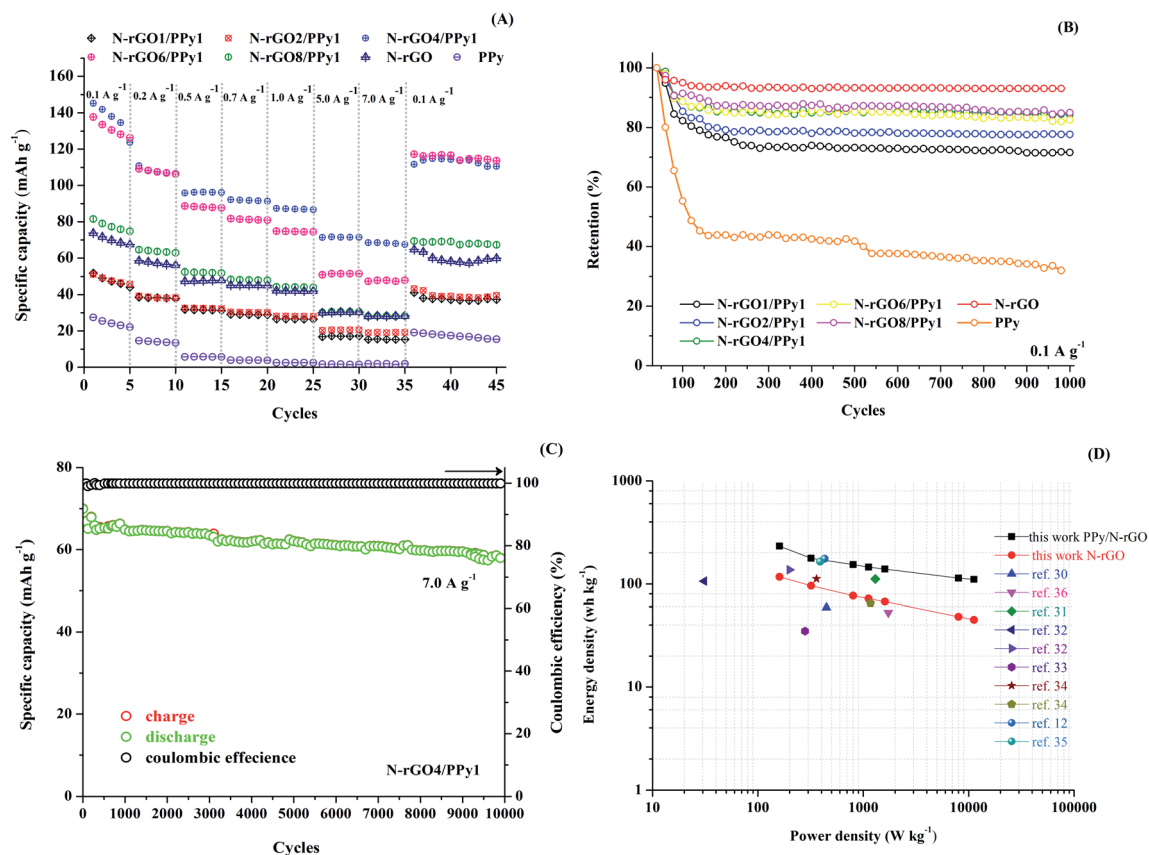 (A)
N-rGO1/PPy1 N-rGO2/PPy1 N-rGO4/PPy1
N-rGO6/PPy1 N-rGO8/PPy1 N-rGO PPy
160
140
120
100
80
60
40
20
0
Specific capacity (mAh g⁻¹)
0.1 A g⁻¹ 0.2 A g⁻¹ 0.5 A g⁻¹ 0.7 A g⁻¹ 1.0 A g⁻¹ 5.0 A g⁻¹ 7.0 A g⁻¹ 0.1 A g⁻¹
0 5 10 15 20 25 30 35 40 45
Cycles
(B)
100
80
60
40
20
0
Retention (%)
N-rGO1/PPy1 N-rGO6/PPy1 N-rGO
N-rGO2/PPy1 N-rGO8/PPy1 PPy
N-rGO4/PPy1
0.1 A g⁻¹
100 200 300 400 500 600 700 800 900 1000
Cycles
(C)
80
60
40
20
0
Specific capacity (mAh g⁻¹)
100
80
60
40
20
0
Coulombic efficiency (%)
7.0 A g⁻¹
charge
discharge
coulombic effecience
N-rGO4/PPy1
0 1000 2000 3000 4000 5000 6000 7000 8000 9000 10000
Cycles
(D)
1000
100
10
1
Energy density (wh kg⁻¹)
this work PPy/N-rGO
this work N-rGO
ref. 30
ref. 36
ref. 31
ref. 32
ref. 32
ref. 33
ref. 34
ref. 34
ref. 12
ref. 35
10 100 1000 10000 100000
Power density (W kg⁻¹)